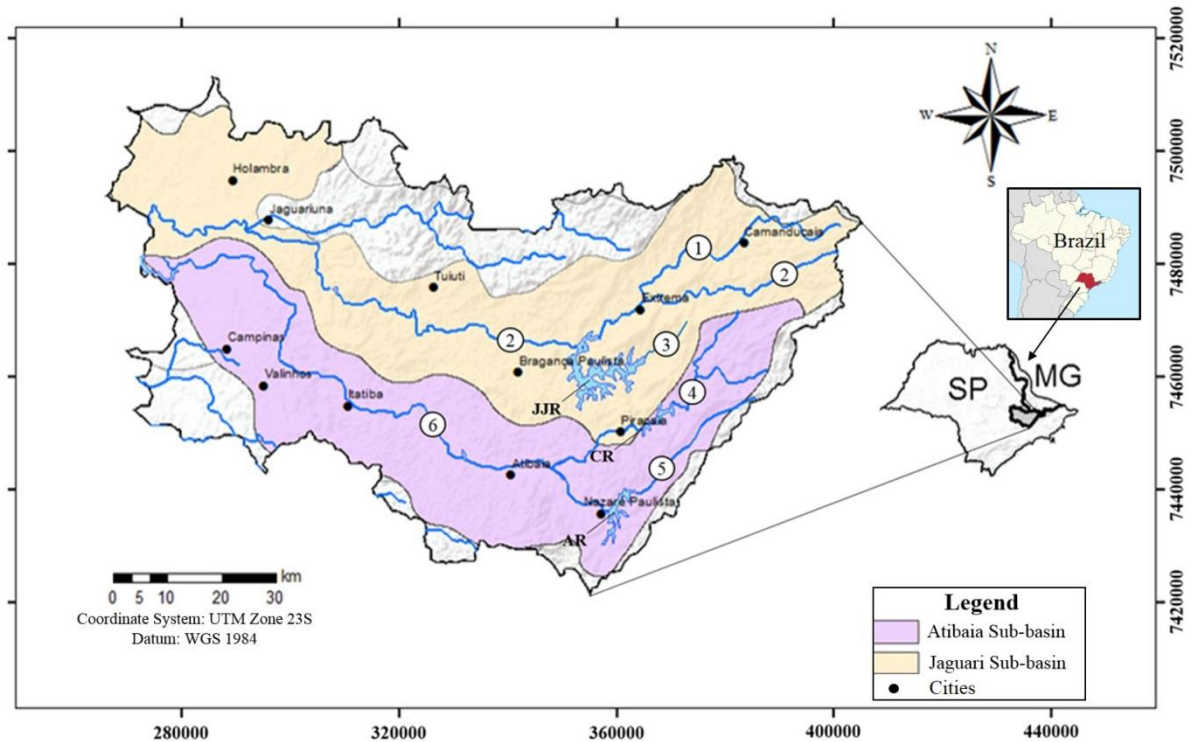 N
W
E
S
7520000
7500000
7480000
7460000
7440000
7420000
Holambra
Jaguariuna
Camanducaia
Tuiuti
Extrema
Campinas
Bragança Paulista
Valinhos
Itatiba
Piracaia
Atibaia
Nazaré Paulista
1
2
2
3
4
5
6
JJR
CR
AR
Brazil
SP
MG
0 5 10 20 30 km
Coordinate System: UTM Zone 23S
Datum: WGS 1984
Legend
Atibaia Sub-basin
Jaguari Sub-basin
Cities
280000
320000
360000
400000
440000